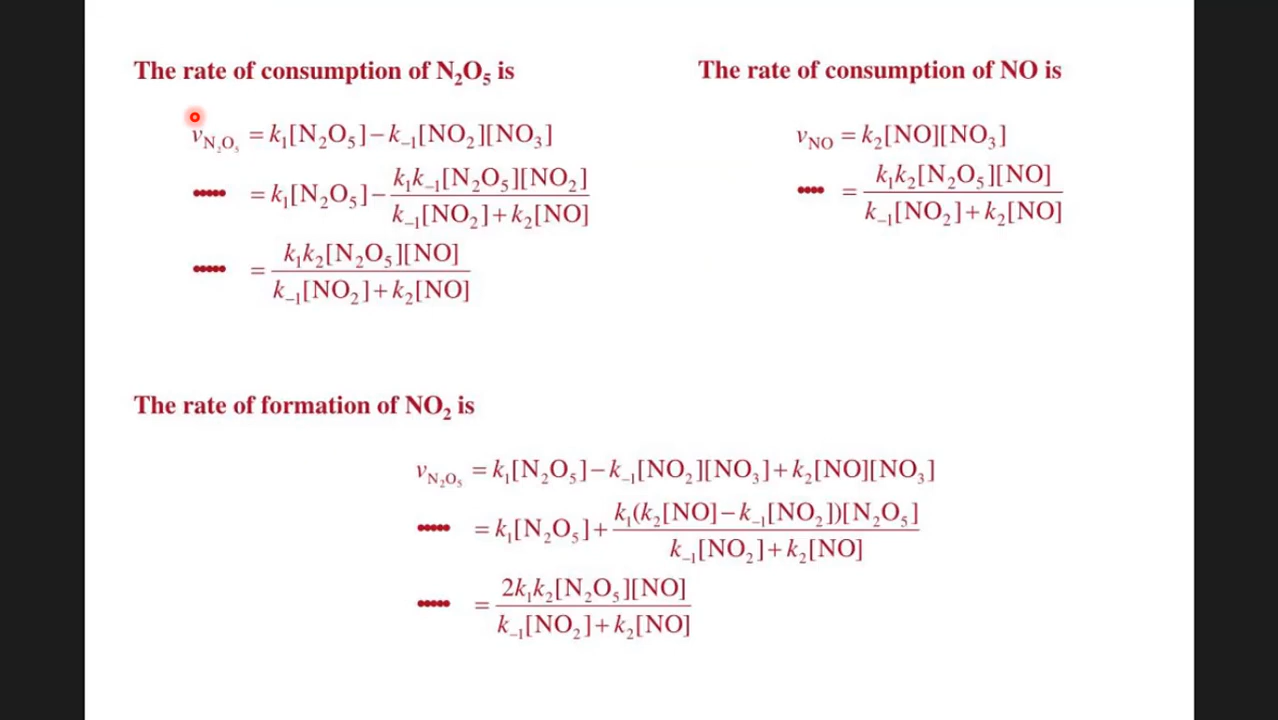 The rate of consumption of N₂O₅ is
v_N₂O₅ = k₁[N₂O₅] − k₋₁[NO₂][NO₃]
••••• = k₁[N₂O₅] − k₁k₋₁[N₂O₅][NO₂] / k₋₁[NO₂] + k₂[NO]
••••• = k₁k₂[N₂O₅][NO] / k₋₁[NO₂] + k₂[NO]
The rate of consumption of NO is
v_NO = k₂[NO][NO₃]
•••• = k₁k₂[N₂O₅][NO] / k₋₁[NO₂] + k₂[NO]
The rate of formation of NO₂ is
v_N₂O₅ = k₁[N₂O₅] − k₋₁[NO₂][NO₃] + k₂[NO][NO₃]
••••• = k₁[N₂O₅] + k₁(k₂[NO] − k₋₁[NO₂])[N₂O₅] / k₋₁[NO₂] + k₂[NO]
••••• = 2k₁k₂[N₂O₅][NO] / k₋₁[NO₂] + k₂[NO]